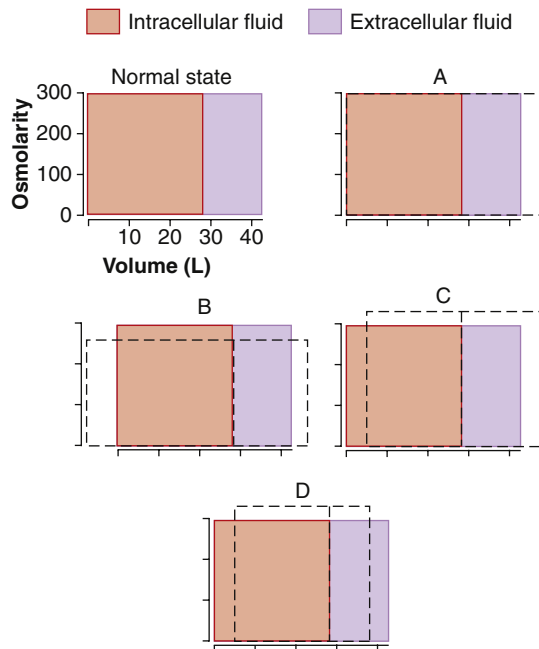 Intracellular fluid
Extracellular fluid
Normal state
A
300
200
100
0
Osmolarity
10 20 30 40
Volume (L)
B
C
D